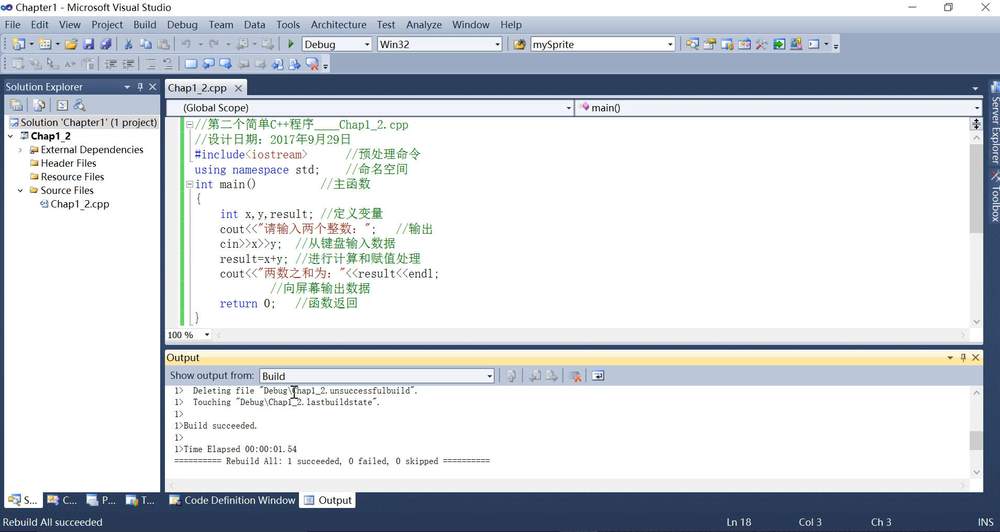 Chapter1 - Microsoft Visual Studio
File Edit View Project Build Debug Team Data Tools Architecture Test Analyze Window Help
Debug Win32 mySprite
Solution Explorer
Solution 'Chapter1' (1 project)
Chap1_2
External Dependencies
Header Files
Resource Files
Source Files
Chap1_2.cpp
Chap1_2.cpp
(Global Scope) main()
//第二个简单C++程序____Chap1_2.cpp
//设计日期：2017年9月29日
#include<iostream> //预处理命令
using namespace std; //命名空间
int main() //主函数
{
int x,y,result; //定义变量
cout<<"请输入两个整数："; //输出
cin>>x>>y; //从键盘输入数据
result=x+y; //进行计算和赋值处理
cout<<"两数之和为："<<result<<endl;
//向屏幕输出数据
return 0; //函数返回
}
100 %
Output
Show output from: Build
1> Deleting file "Debug\Chap1_2.unsuccessfulbuild".
1> Touching "Debug\Chap1_2.lastbuildstate".
1>
1>Build succeeded.
1>
1>Time Elapsed 00:00:01.54
========== Rebuild All: 1 succeeded, 0 failed, 0 skipped ==========
S... C... P... T... Code Definition Window Output
Rebuild All succeeded Ln 18 Col 3 Ch 3 INS
Server Explorer
Toolbox